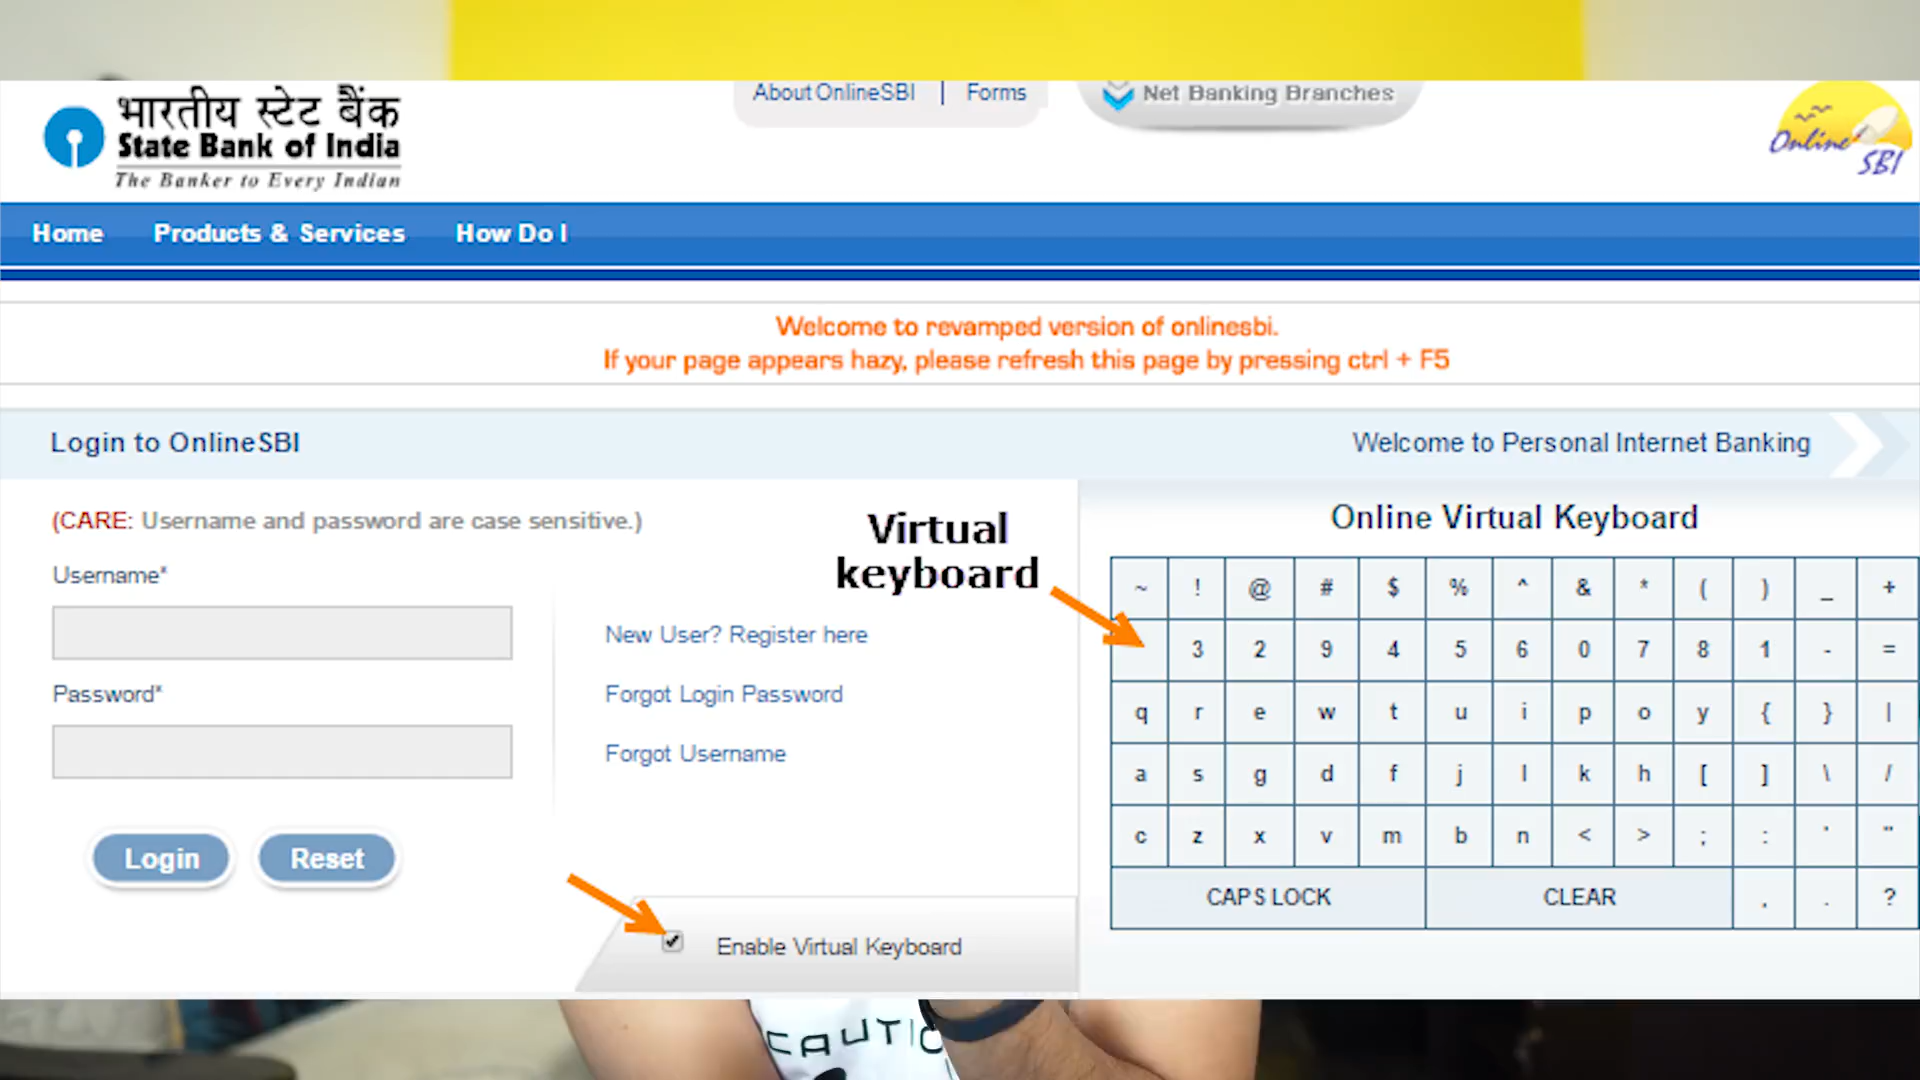 About OnlineSBI | Forms
Net Banking Branches
भारतीय स्टेट बैंक
State Bank of India
The Banker to Every Indian
Online SBI
Home Products & Services How Do I
Welcome to revamped version of onlinesbi.
If your page appears hazy, please refresh this page by pressing ctrl + F5
Login to OnlineSBI
Welcome to Personal Internet Banking
(CARE: Username and password are case sensitive.)
Username*
Password*
Login Reset
New User? Register here
Forgot Login Password
Forgot Username
Virtual
keyboard
Enable Virtual Keyboard
Online Virtual Keyboard
~ ! @ # $ % ^ & * ( ) _ +
3 2 9 4 5 6 0 7 8 1 - =
q r e w t u i p o y { } |
a s g d f j l k h [ ] \ /
c z x v m b n < > ; : ' "
CAPS LOCK CLEAR , . ?